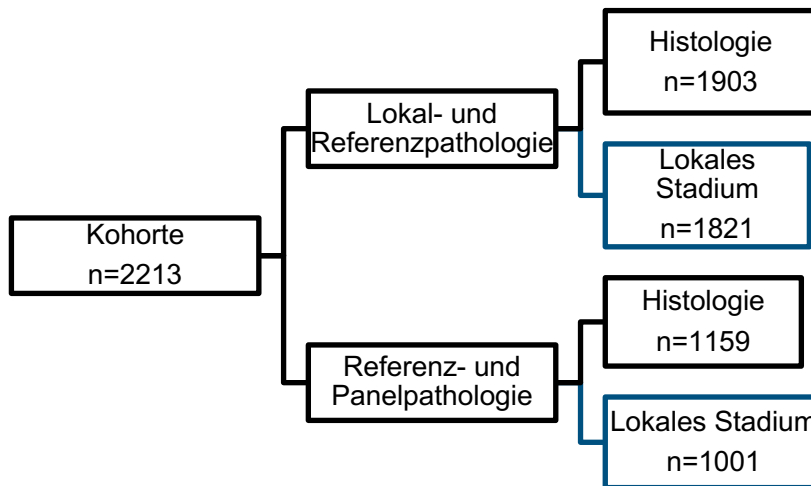 Kohorte
n=2213
Lokal- und
Referenzpathologie
Histologie
n=1903
Lokales
Stadium
n=1821
Referenz- und
Panelpathologie
Histologie
n=1159
Lokales Stadium
n=1001